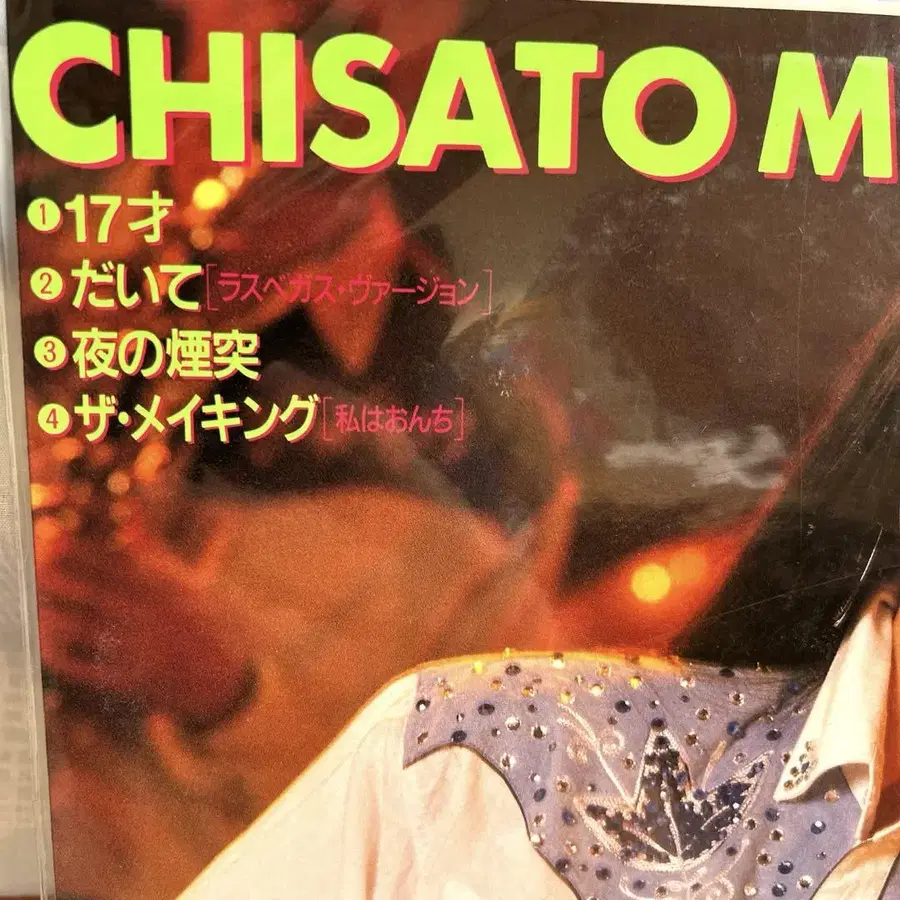 CHISATO M
❶17才
❷だいて[ラスベガス・ヴァージョン]
❸夜の煙突
❹ザ・メイキング[私はおんち]